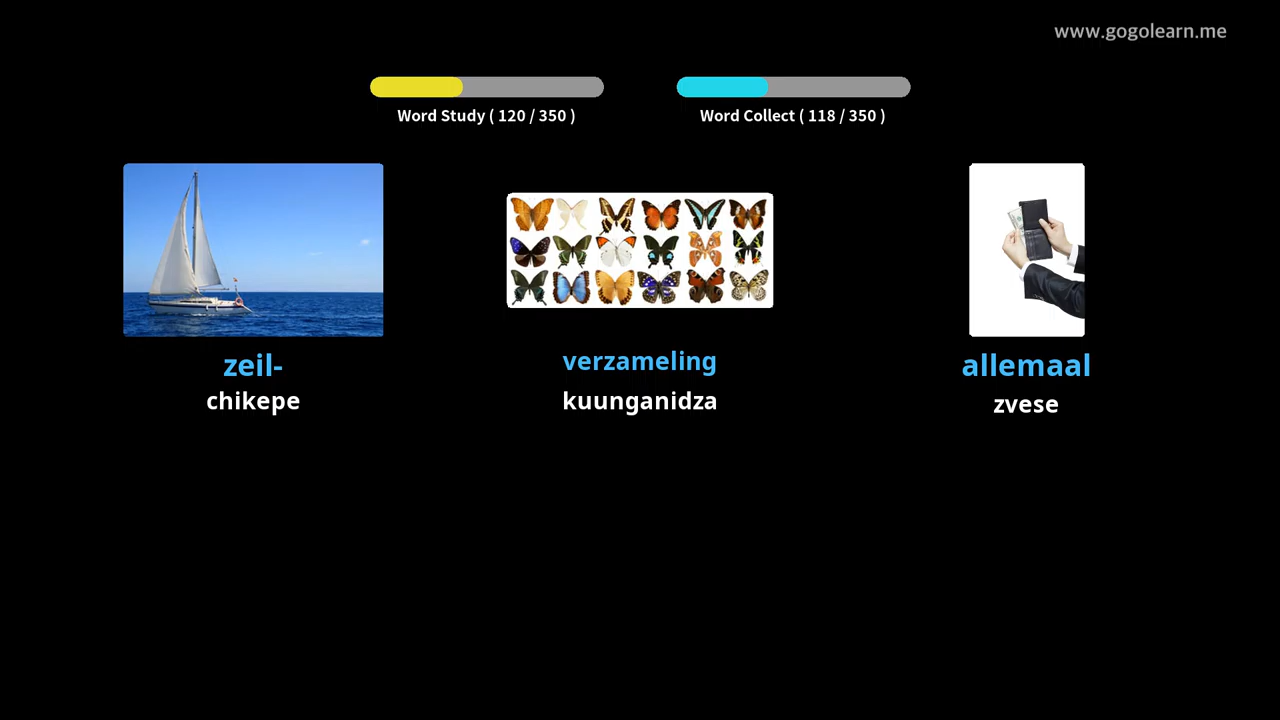 www.gogolearn.me
Word Study ( 120 / 350 )
Word Collect ( 118 / 350 )
zeil-
chikepe
verzameling
kuunganidza
allemaal
zvese